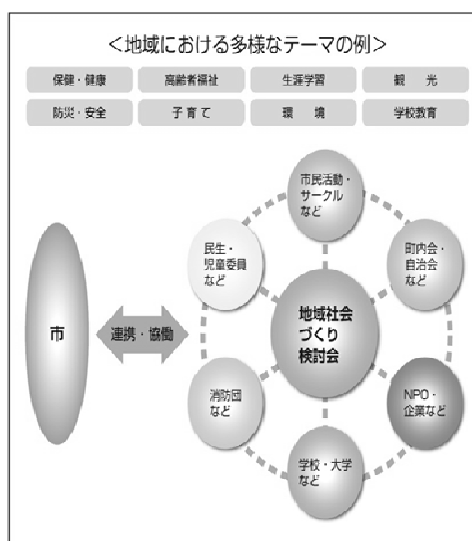 ＜地域における多様なテーマの例＞
保健・健康
高齢者福祉
生涯学習
観　光
防災・安全
子育て
環　境
学校教育
市民活動・
サークル
など
民生・
児童委員
など
町内会・
自治会
など
市
連携・協働
地域社会
づくり
検討会
消防団
など
NPO・
企業など
学校・大学
など